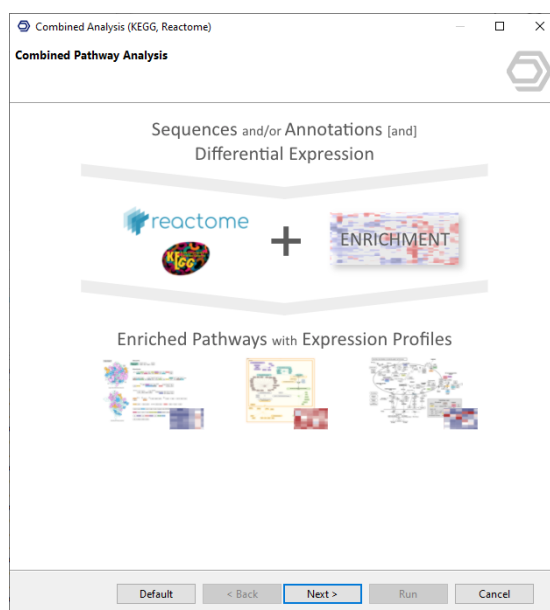 Combined Analysis (KEGG, Reactome)
Combined Pathway Analysis
Sequences and/or Annotations [and]
Differential Expression
reactome
KEGG
+
ENRICHMENT
Enriched Pathways with Expression Profiles
Default
< Back
Next >
Run
Cancel